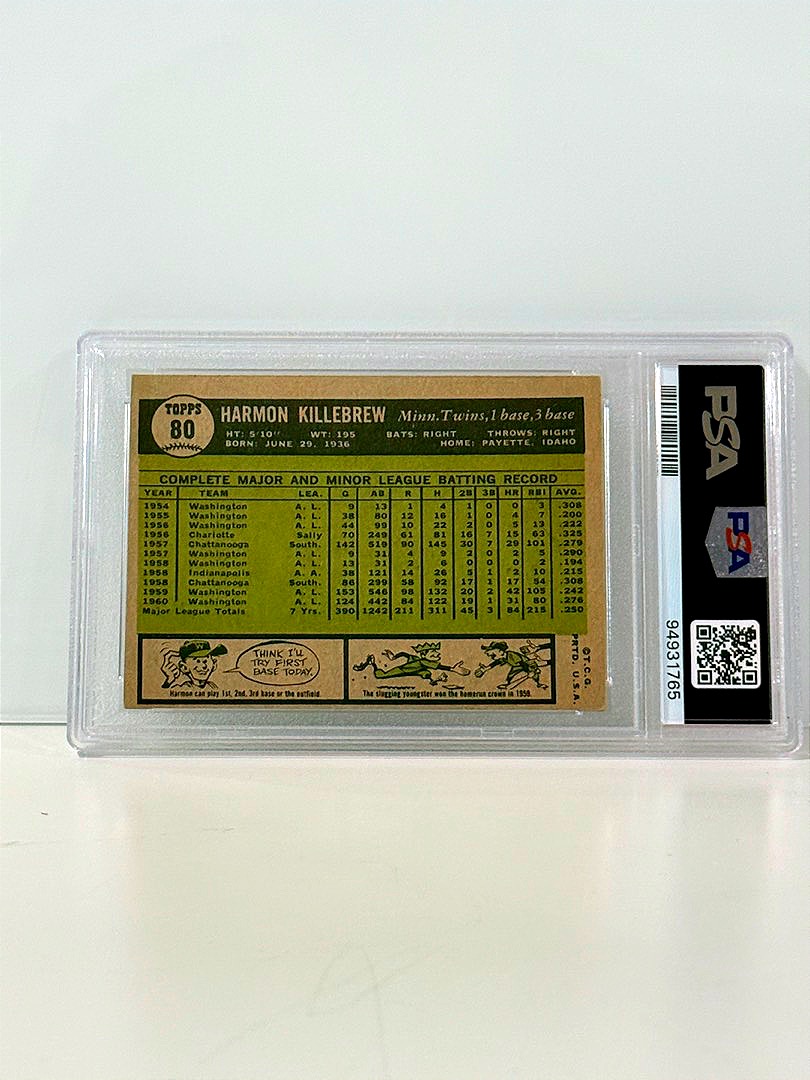 TOPPS
80
HARMON KILLEBREW Minn. Twins, 1 base, 3 base
HT: 5'10" WT: 195 BATS: RIGHT THROWS: RIGHT
BORN: JUNE 29, 1936 HOME: PAYETTE, IDAHO
COMPLETE MAJOR AND MINOR LEAGUE BATTING RECORD
YEAR TEAM LEA. G AB R H 2B 3B HR RBI AVG.
1954 Washington A. L. 9 13 1 4 1 0 0 3 .308
1955 Washington A. L. 38 80 12 16 1 0 4 7 .200
1956 Washington A. L. 44 99 10 22 2 0 5 13 .222
1956 Charlotte Sally 70 249 61 81 16 7 15 63 .325
1957 Chattanooga South. 142 519 90 145 30 7 29 101 .279
1957 Washington A. L. 9 31 4 9 2 0 2 5 .290
1958 Washington A. L. 13 31 2 6 0 0 0 2 .194
1958 Indianapolis A. A. 38 121 14 26 5 1 2 10 .215
1958 Chattanooga South. 86 299 58 92 17 1 17 54 .308
1959 Washington A. L. 153 546 98 132 20 2 42 105 .242
1960 Washington A. L. 124 442 84 122 19 1 31 80 .276
Major League Totals 7 Yrs. 390 1242 211 311 45 3 84 215 .250
W
THINK I'LL
TRY FIRST
BASE TODAY.
Harmon can play 1st, 2nd, 3rd base or the outfield.
The slugging youngster won the homerun crown in 1959.
©T.C.G.
PRTD. U.S.A.
PSA
PSA
94931765